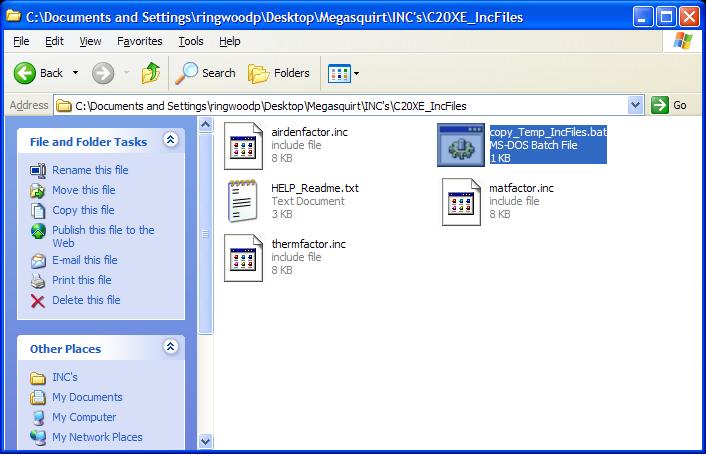 C:\Documents and Settings\ringwoodp\Desktop\Megasquirt\INC's\C20XE_IncFiles
File Edit View Favorites Tools Help
Back Search Folders
Address C:\Documents and Settings\ringwoodp\Desktop\Megasquirt\INC's\C20XE_IncFiles Go
File and Folder Tasks
Rename this file
Move this file
Copy this file
Publish this file to the
Web
E-mail this file
Print this file
Delete this file
Other Places
INC's
My Documents
My Computer
My Network Places
airdenfactor.inc
include file
8 KB
copy_Temp_IncFiles.bat
MS-DOS Batch File
1 KB
HELP_Readme.txt
Text Document
3 KB
matfactor.inc
include file
8 KB
thermfactor.inc
include file
8 KB